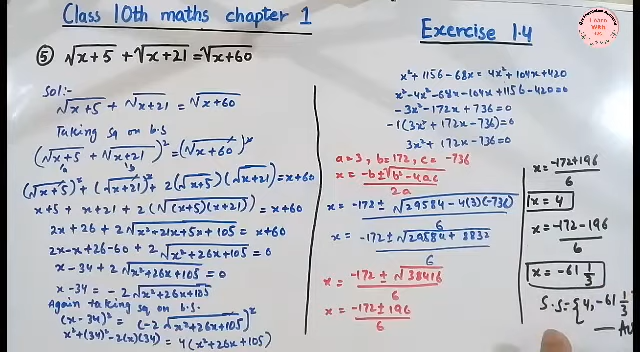 Class 10th maths chapter 1
Exercise 1.4
⑤ √x+5 + √x+21 = √x+60
Sol:-
√x+5 + √x+21 = √x+60
Taking sq on b.s
(√x+5 + √x+21)² = (√x+60)²
(√x+5)² + (√x+21)² + 2(√x+5)(√x+21) = x+60
x+5 + x+21 + 2(√(x+5)(x+21)) = x+60
2x+26 + 2√x²+21x+5x+105 = x+60
2x-x+26-60 + 2√x²+26x+105 = 0
x-34 + 2√x²+26x+105 = 0
x-34 = -2√x²+26x+105
Again taking sq on b.s.
(x-34)² = (-2√x²+26x+105)²
x²+(34)²-2(x)(34) = 4(x²+26x+105)
x²+1156-68x = 4x²+104x+420
x²-4x²-68x-104x+1156-420=0
-3x²-172x+736=0
-1(3x²+172x-736)=0
3x²+172x-736=0
a=3, b=172, c=-736
x = -b±√b²-4ac
2a
x = -172±√29584-4(3)(-736)
6
x = -172±√29584+8832
6
x = -172±√38416
6
x = -172±196
6
x = -172+196
6
x = 4
x = -172-196
6
x = -61 1/3
S.S = {4, -61 1/3
Learn
With